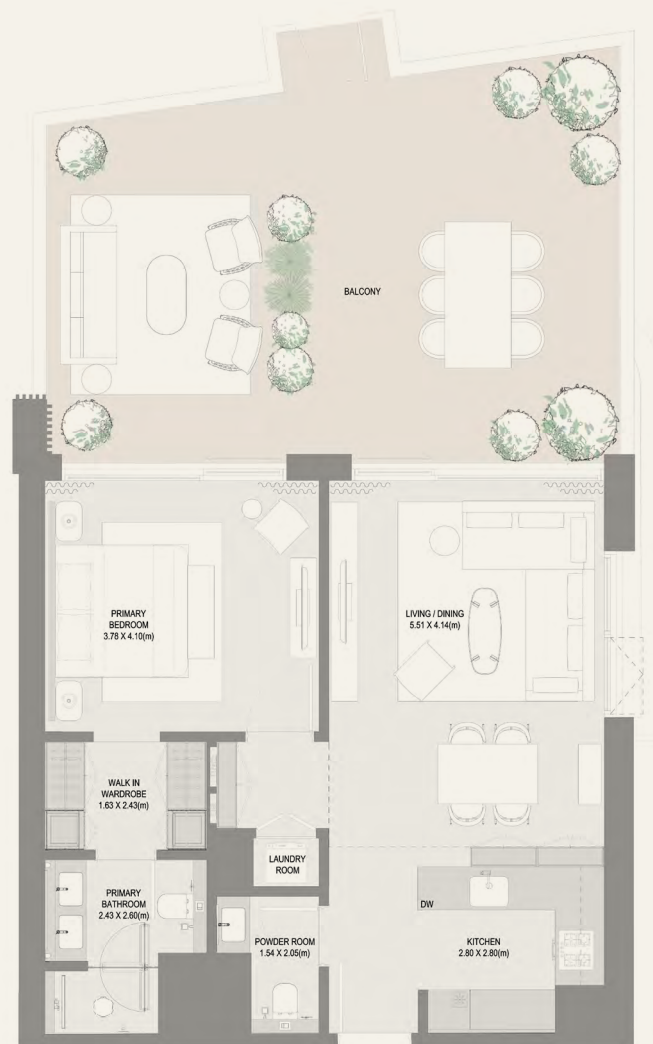 BALCONY
PRIMARY
BEDROOM
3.78 X 4.10(m)
LIVING / DINING
5.51 X 4.14(m)
WALK IN
WARDROBE
1.63 X 2.43(m)
LAUNDRY
ROOM
PRIMARY
BATHROOM
2.43 X 2.60(m)
DW
POWDER ROOM
1.54 X 2.05(m)
KITCHEN
2.80 X 2.80(m)